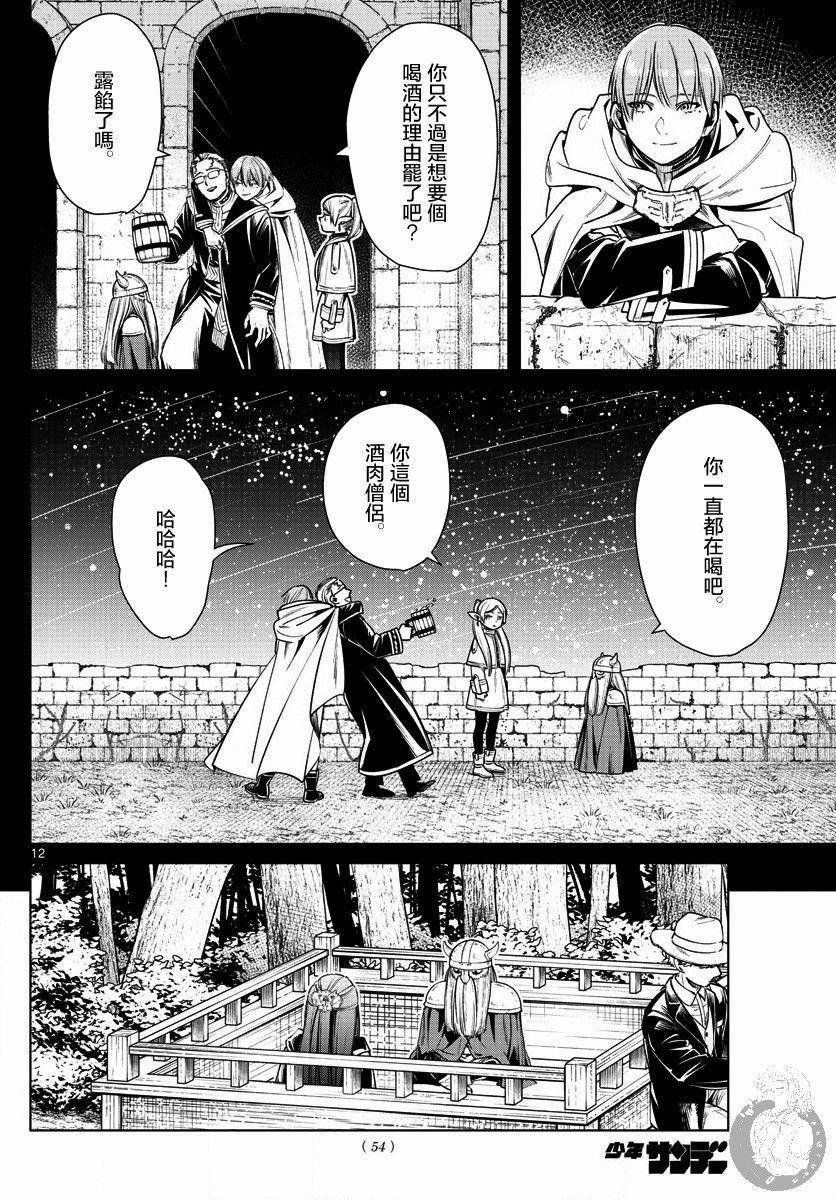 你只不過是想要個
喝酒的理由罷了吧？
露餡了嗎。
你一直都在喝吧。
你這個
酒肉僧侶。
哈哈哈！
12
（54）
少年サンデー